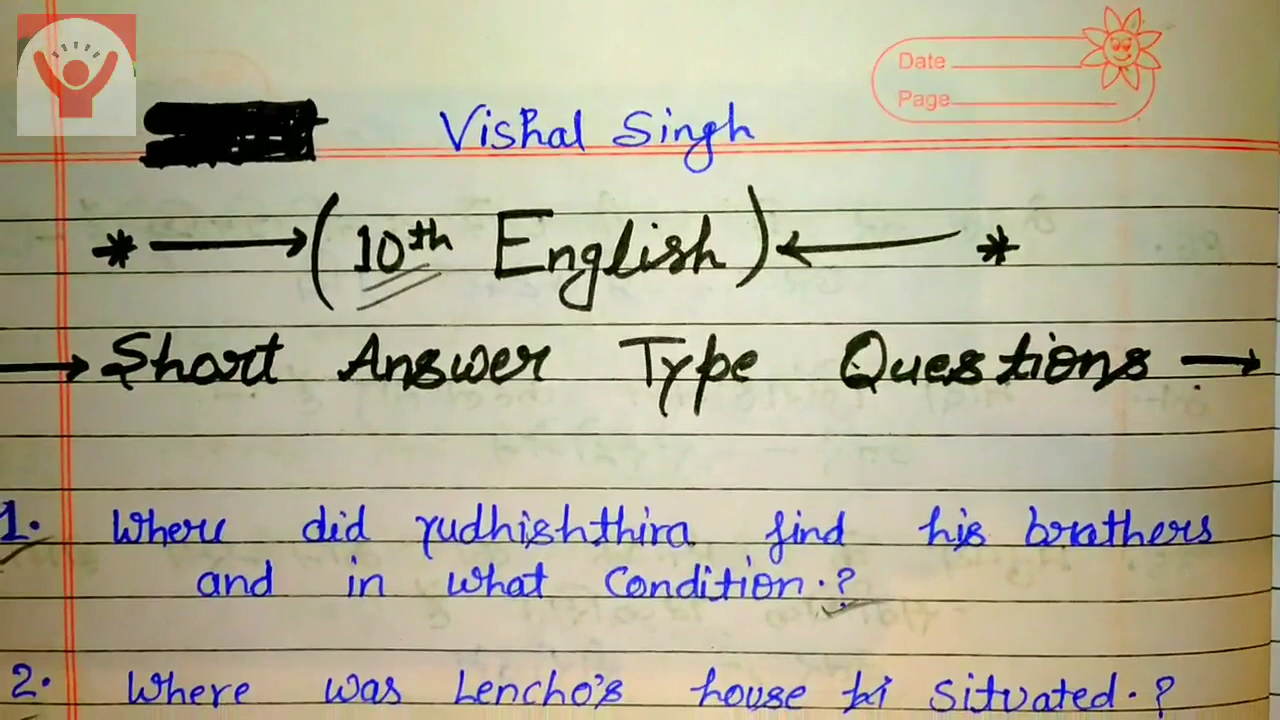 Date
Page
Vishal Singh
* → (10th English) ← *
→ Short Answer Type Questions →
1. Where did yudhishthira find his brothers
and in what condition.?
2. Where was Lencho's house ki situated.?